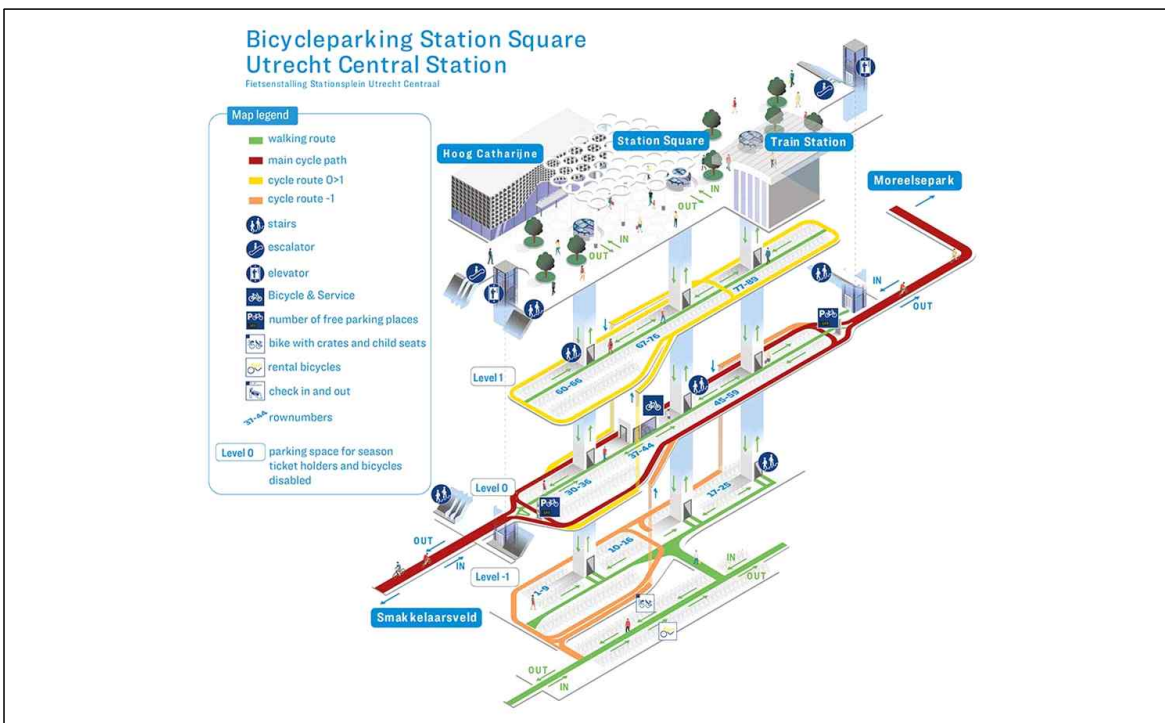 Bicycleparking Station Square
Utrecht Central Station
Fietsenstalling Stationsplein Utrecht Centraal
Map legend
walking route
main cycle path
cycle route 0>1
cycle route -1
stairs
escalator
elevator
Bicycle & Service
number of free parking places
bike with crates and child seats
rental bicycles
check in and out
37-44 rownumbers
Level 0 parking space for season
ticket holders and bicycles
disabled
Hoog Catharijne
Station Square
Train Station
Moreelsepark
IN
OUT
IN
OUT
IN
OUT
Level 1
60-66
67-76
77-89
P
Level 0
30-36
37-44
45-59
P
OUT
IN
Smakkelaarsveld
Level -1
1-9
10-16
17-25
IN
OUT
OUT
IN